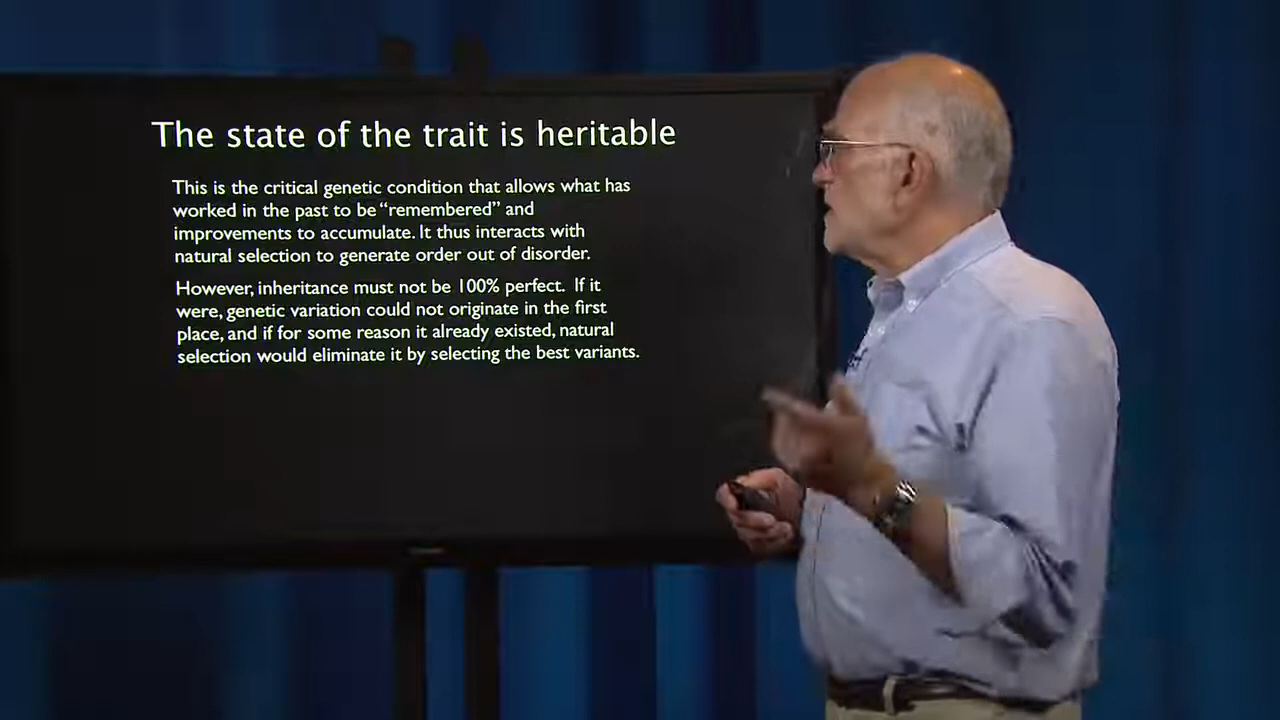 The state of the trait is heritable
This is the critical genetic condition that allows what has
worked in the past to be “remembered” and
improvements to accumulate. It thus interacts with
natural selection to generate order out of disorder.
However, inheritance must not be 100% perfect. If it
were, genetic variation could not originate in the first
place, and if for some reason it already existed, natural
selection would eliminate it by selecting the best variants.